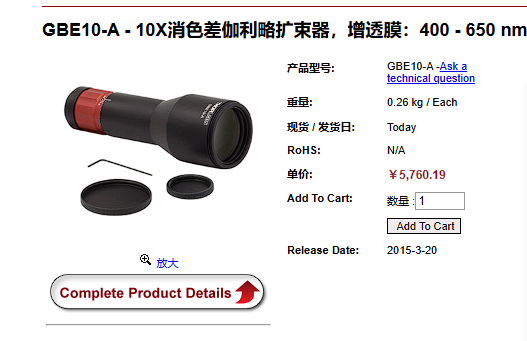 GBE10-A - 10X消色差伽利略扩束器，增透膜：400 - 650 nm
产品型号:
GBE10-A -Ask a
technical question
重量:
0.26 kg / Each
现货 / 发货日:
Today
RoHS:
N/A
单价:
￥5,760.19
Add To Cart:
数量 : 1
Add To Cart
Release Date:
2015-3-20
放大
Complete Product Details